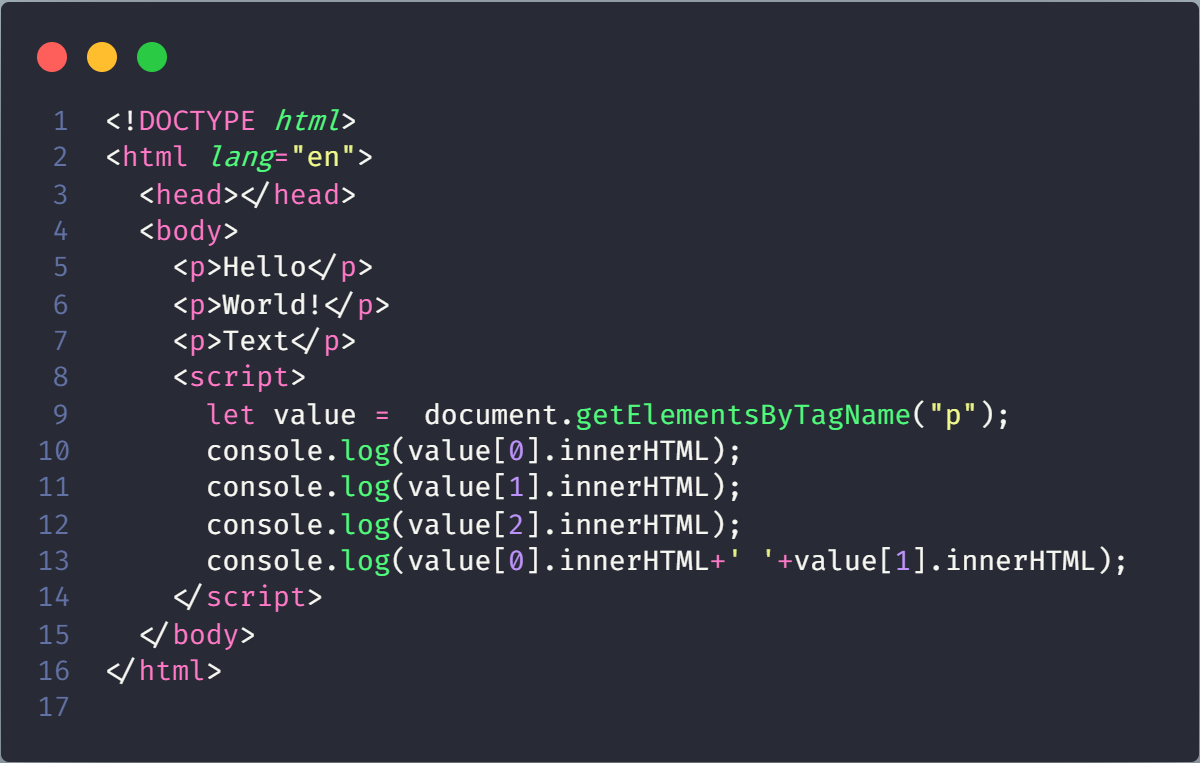 1 <!DOCTYPE html>
2 <html lang="en">
3   <head></head>
4   <body>
5     <p>Hello</p>
6     <p>World!</p>
7     <p>Text</p>
8     <script>
9       let value =  document.getElementsByTagName("p");
10       console.log(value[0].innerHTML);
11       console.log(value[1].innerHTML);
12       console.log(value[2].innerHTML);
13       console.log(value[0].innerHTML+' '+value[1].innerHTML);
14     </script>
15   </body>
16 </html>
17